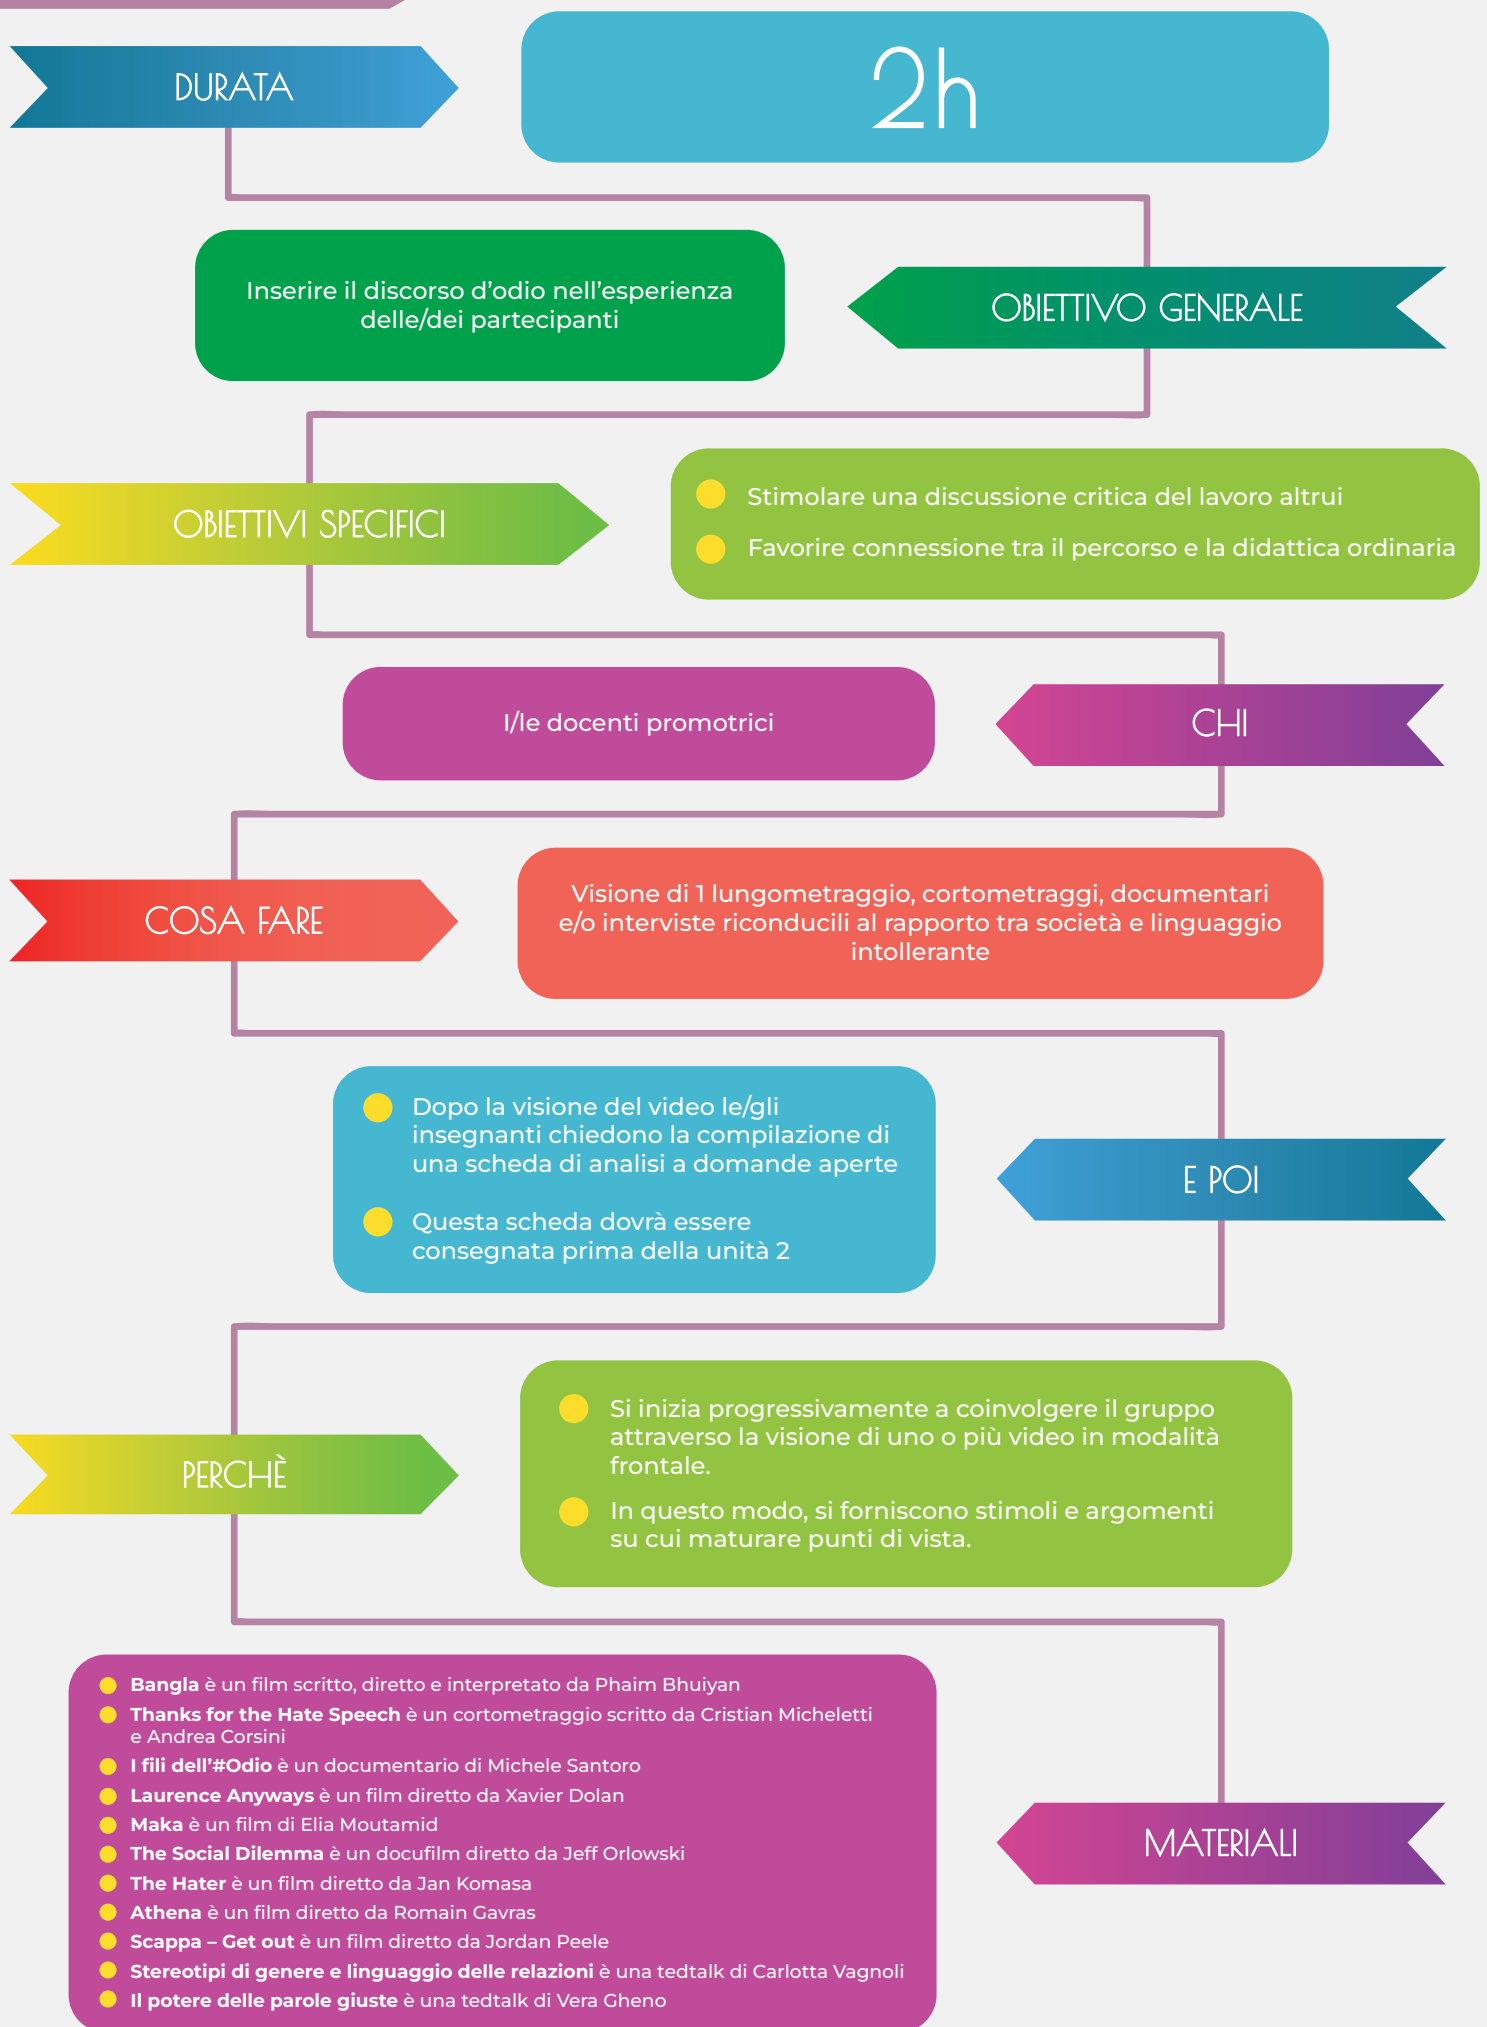 DURATA
2h
OBIETTIVO GENERALE
Inserire il discorso d’odio nell’esperienza
delle/dei partecipanti
OBIETTIVI SPECIFICI
Stimolare una discussione critica del lavoro altrui
Favorire connessione tra il percorso e la didattica ordinaria
CHI
I/le docenti promotrici
COSA FARE
Visione di 1 lungometraggio, cortometraggi, documentari
e/o interviste riconducili al rapporto tra società e linguaggio
intollerante
E POI
Dopo la visione del video le/gli
insegnanti chiedono la compilazione di
una scheda di analisi a domande aperte
Questa scheda dovrà essere
consegnata prima della unità 2
PERCHÈ
Si inizia progressivamente a coinvolgere il gruppo
attraverso la visione di uno o più video in modalità
frontale.
In questo modo, si forniscono stimoli e argomenti
su cui maturare punti di vista.
MATERIALI
Bangla è un film scritto, diretto e interpretato da Phaim Bhuiyan
Thanks for the Hate Speech è un cortometraggio scritto da Cristian Micheletti
e Andrea Corsini
I fili dell’#Odio è un documentario di Michele Santoro
Laurence Anyways è un film diretto da Xavier Dolan
Maka è un film di Elia Moutamid
The Social Dilemma è un docufilm diretto da Jeff Orlowski
The Hater è un film diretto da Jan Komasa
Athena è un film diretto da Romain Gavras
Scappa – Get out è un film diretto da Jordan Peele
Stereotipi di genere e linguaggio delle relazioni è una tedtalk di Carlotta Vagnoli
Il potere delle parole giuste è una tedtalk di Vera Gheno